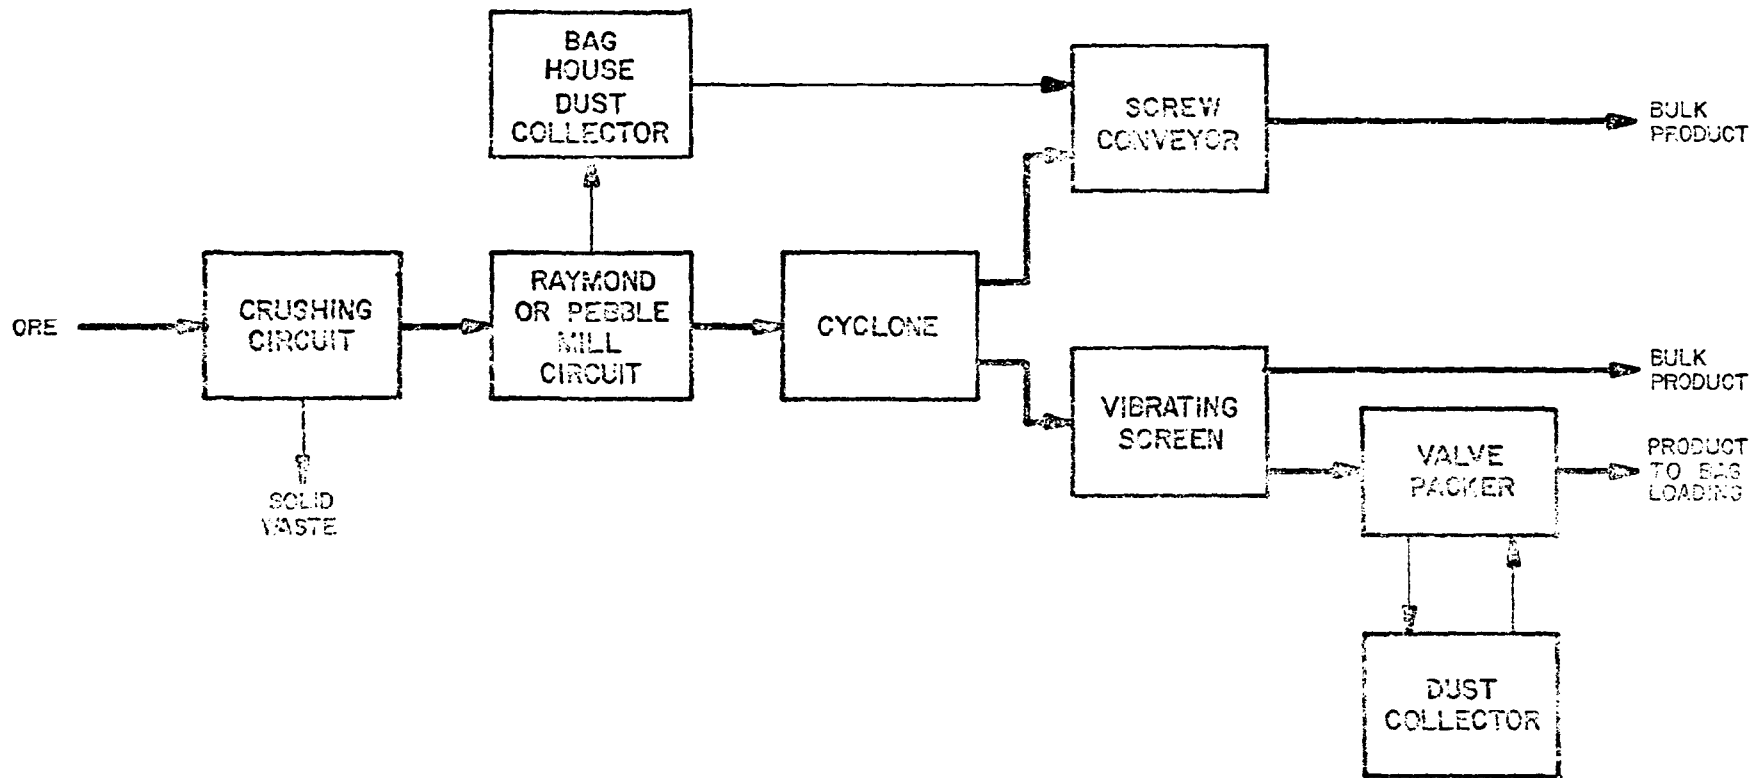 BAG
HOUSE
DUST
COLLECTOR
SCREW
CONVEYOR
BULK
PRODUCT
ORE
CRUSHING
CIRCUIT
RAYMOND
OR PEBBLE
MILL
CIRCUIT
CYCLONE
SOLID
WASTE
VIBRATING
SCREEN
BULK
PRODUCT
VALVE
PACKER
PRODUCT
TO BAG
LOADING
DUST
COLLECTOR